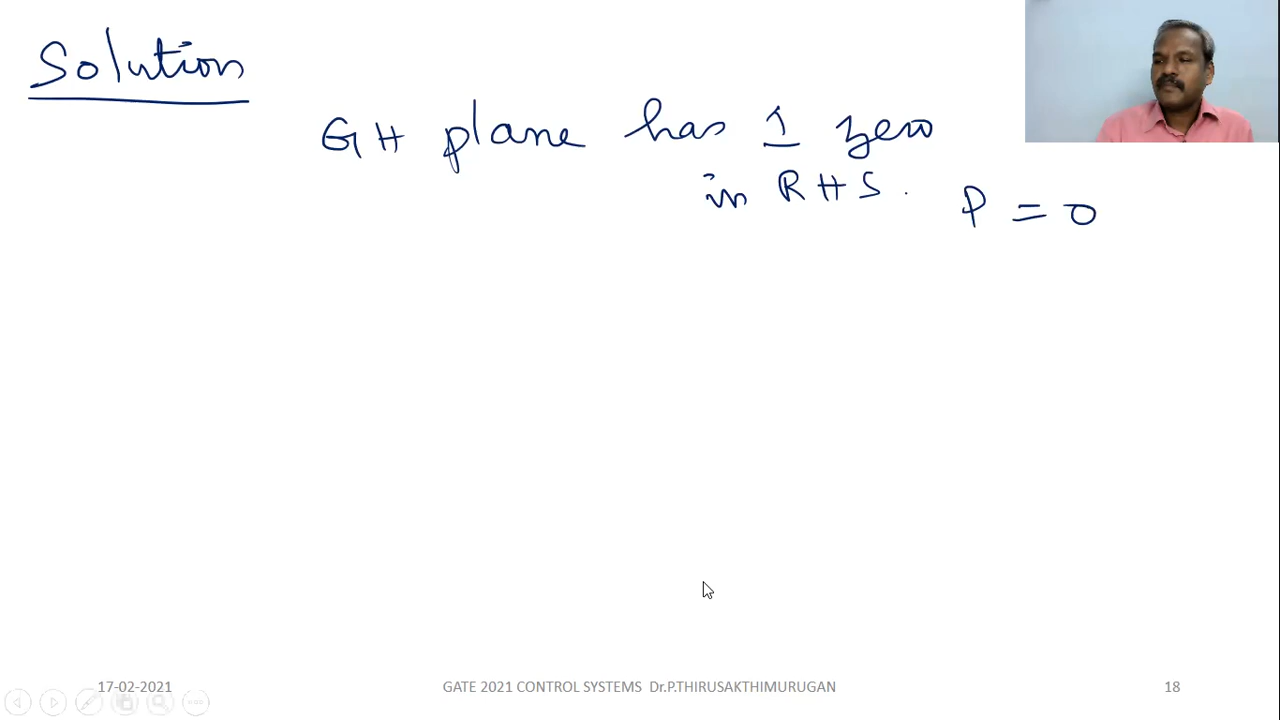 Solution
GH plane has 1 zero
in RHS.
P = 0
17-02-2021
GATE 2021 CONTROL SYSTEMS Dr.P.THIRUSAKTHIMURUGAN
18